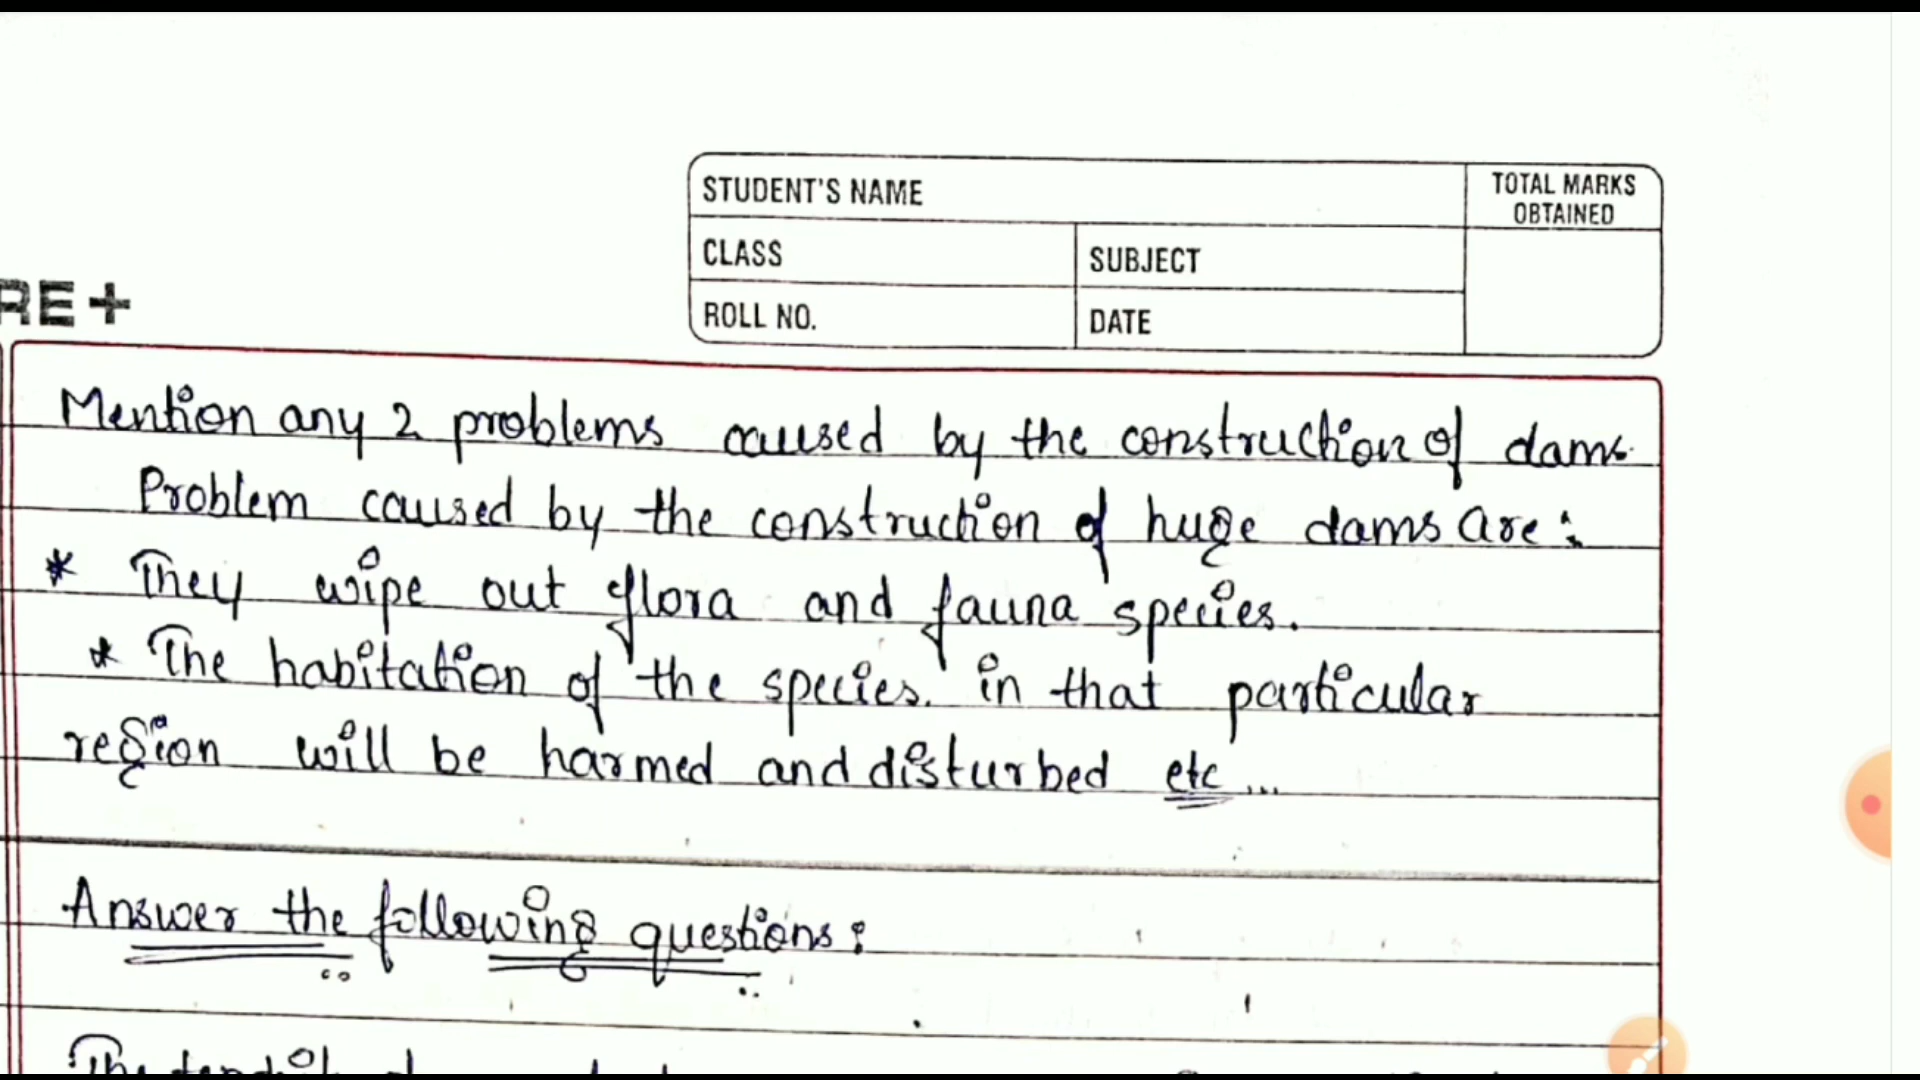 STUDENT'S NAME
TOTAL MARKS
OBTAINED
CLASS
SUBJECT
ROLL NO.
DATE
RE+
Mention any 2 problems caused by the construction of dams.
Problem caused by the construction of huge dams are:
* They wipe out flora and fauna species.
* The habitation of the species. in that particular
region will be harmed and disturbed etc...
Answer the following questions: